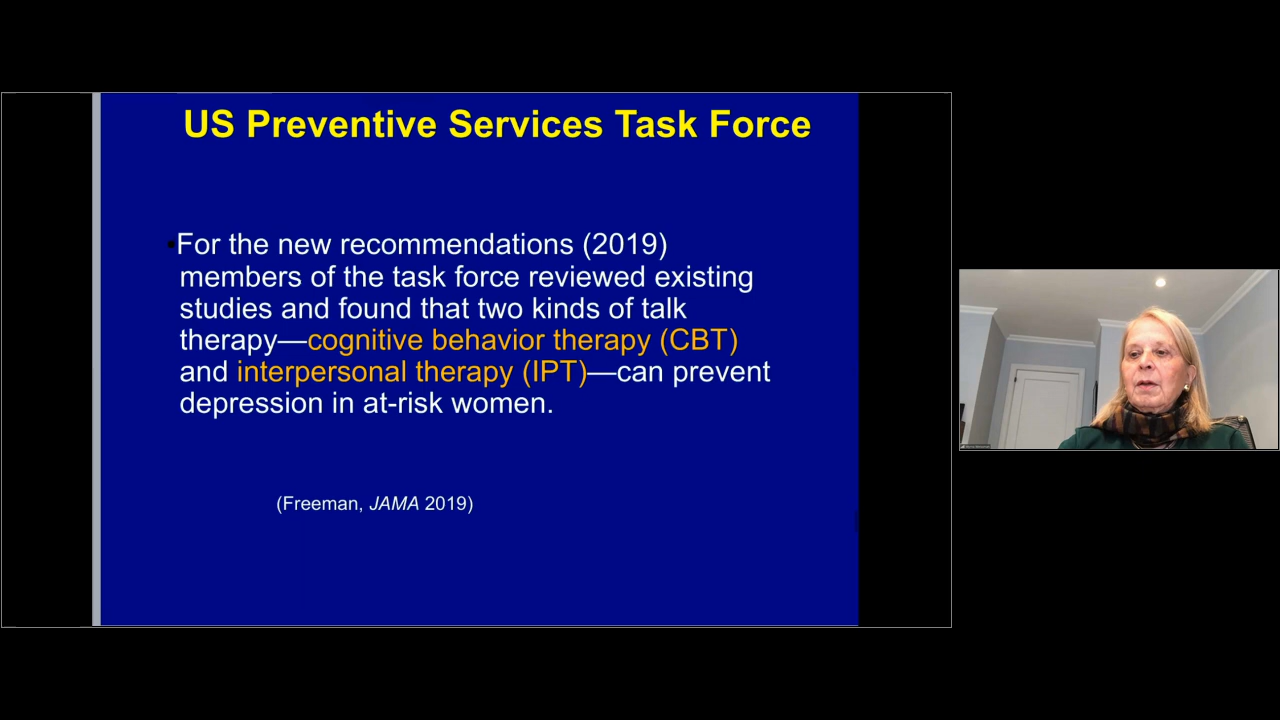 US Preventive Services Task Force
▪For the new recommendations (2019)
members of the task force reviewed existing
studies and found that two kinds of talk
therapy—cognitive behavior therapy (CBT)
and interpersonal therapy (IPT)—can prevent
depression in at-risk women.
(Freeman, JAMA 2019)